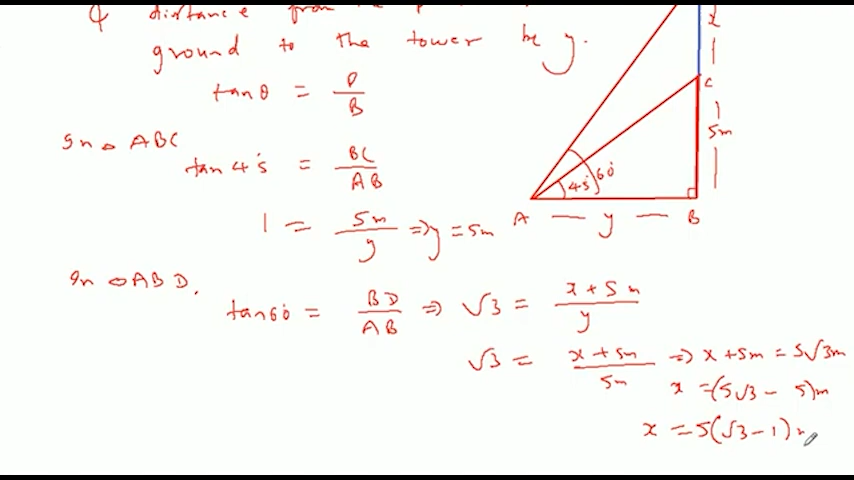 distance from the
ground to the tower be y.
tanθ = P/B
In △ ABC
tan 45° = BC/AB
1 = 5m/y ⇒ y = 5m
In △ ABD.
tan 60° = BD/AB ⇒ √3 = x + 5m/y
√3 = x + 5m/5m ⇒ x + 5m = 5√3m
x = (5√3 - 5)m
x = 5(√3 - 1)
x
C
5m
45° 60°
A y B